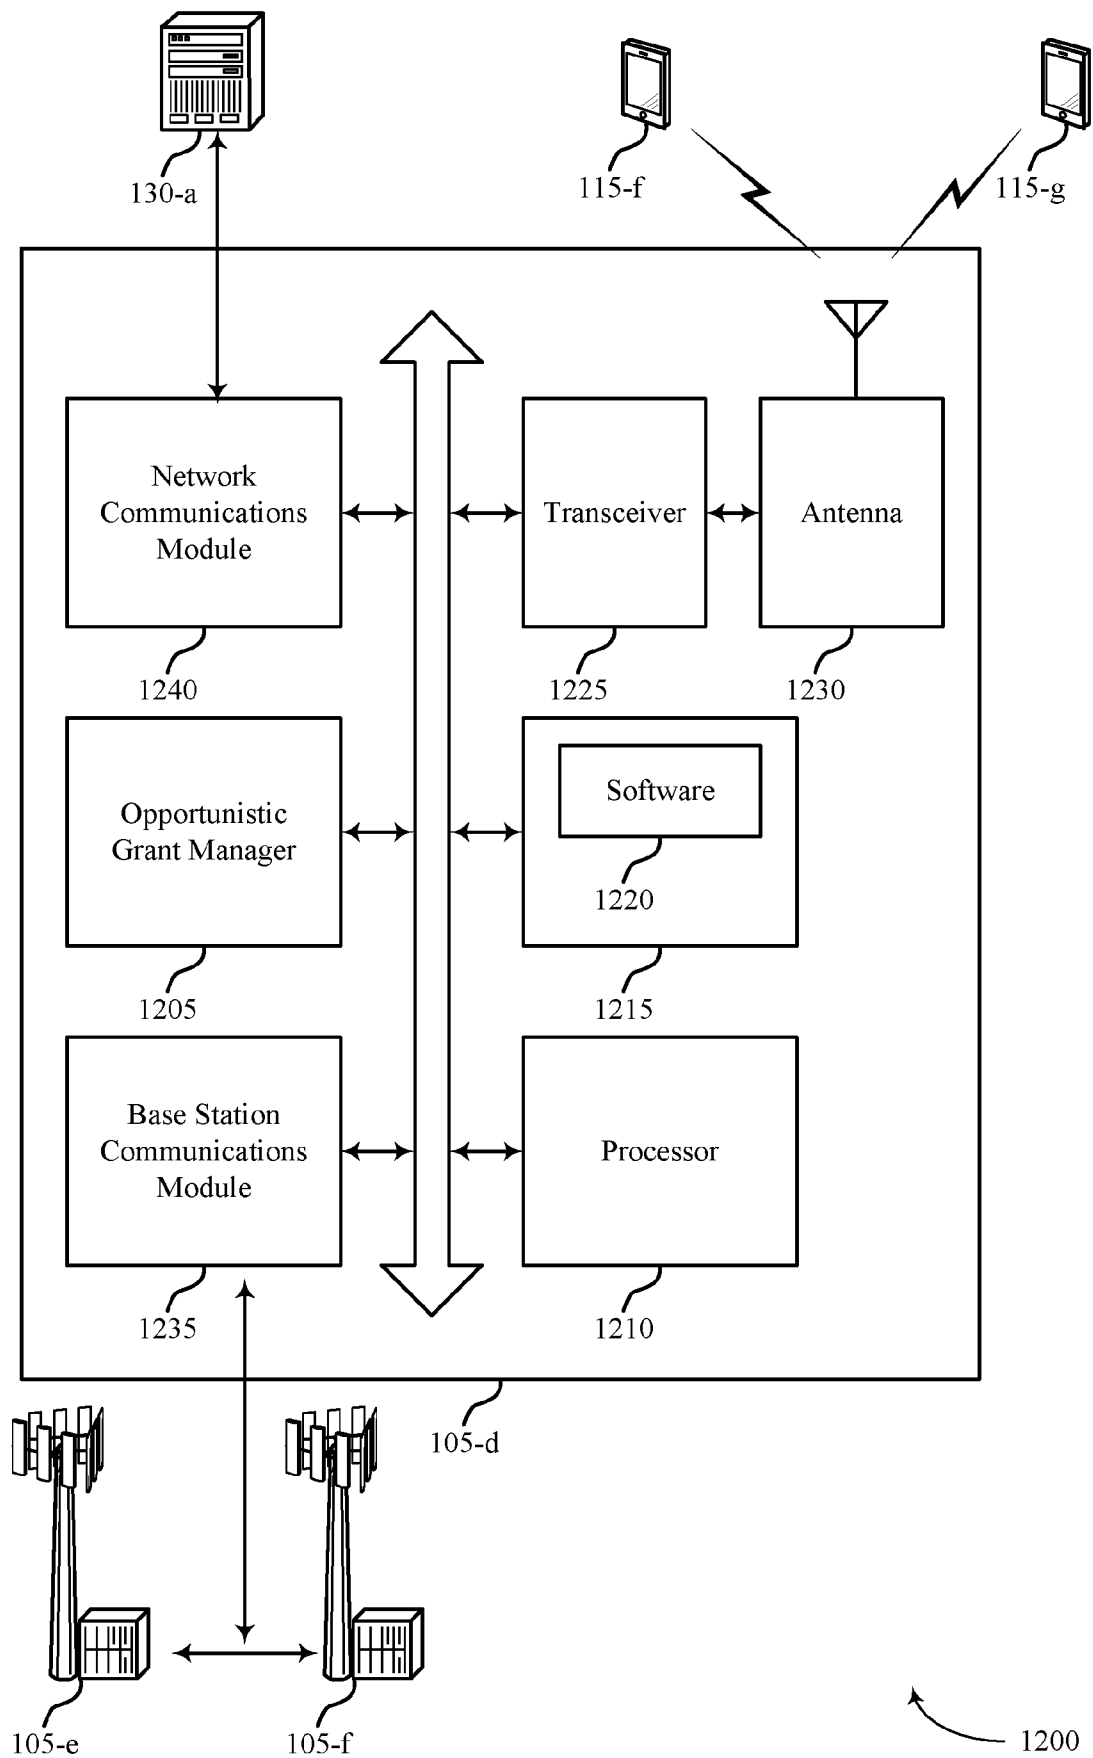 130-a
115-f
115-g
Network
Communications
Module
Transceiver
Antenna
1240
1225
1230
Opportunistic
Grant Manager
Software
1220
1205
1215
Base Station
Communications
Module
Processor
1235
1210
105-d
105-e
105-f
1200